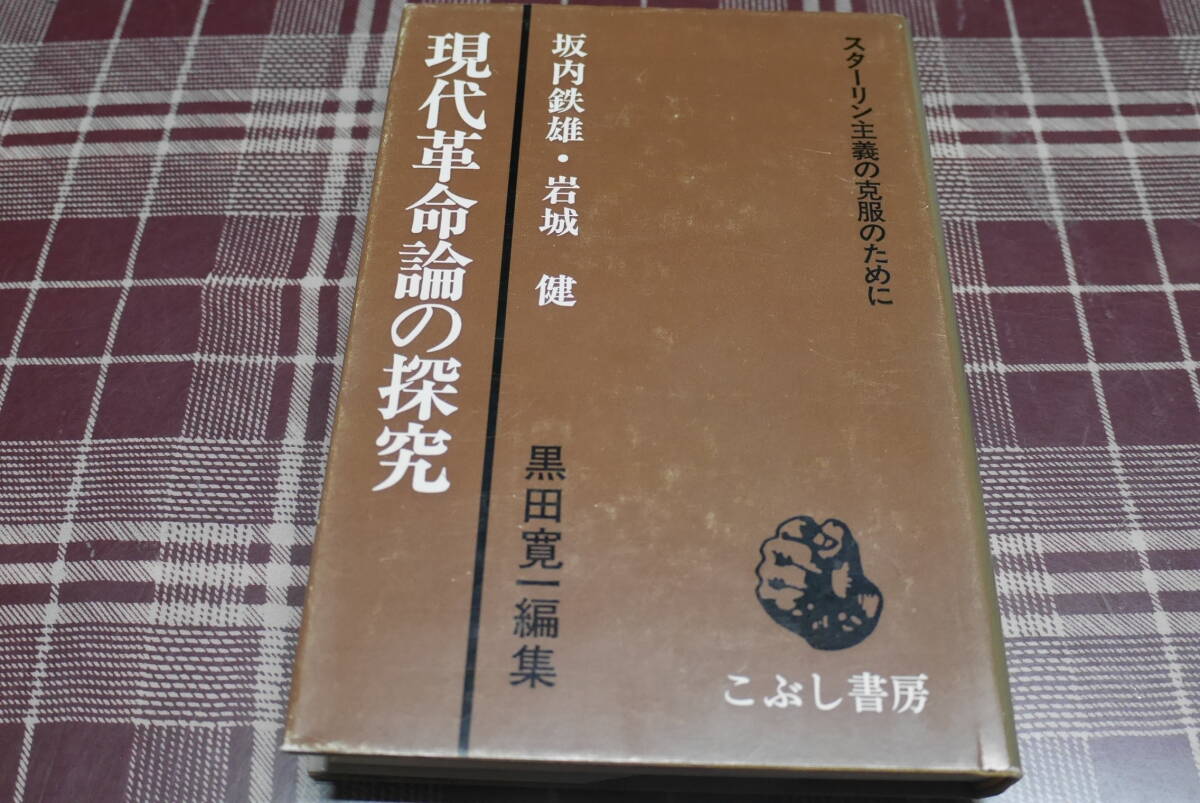 スターリン主義の克服のために
坂内鉄雄・岩城 健
黒田寛一編集
現代革命論の探究
こぶし書房